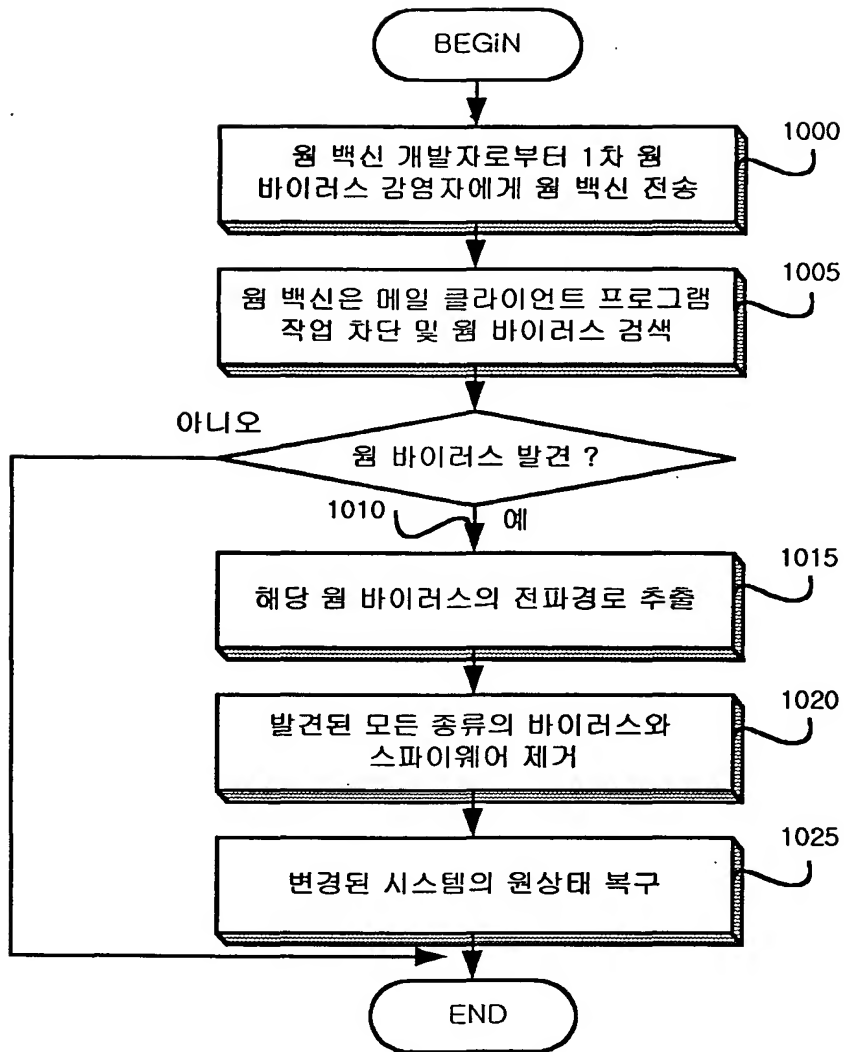 BEGiN
웜 백신 개발자로부터 1차 웜
바이러스 감영자에게 웜 백신 전송
1000
웜 백신은 메일 클라이언트 프로그램
작업 차단 및 웜 바이러스 검색
1005
아니오
웜 바이러스 발견 ?
1010
예
해당 웜 바이러스의 전파경로 추출
1015
발견된 모든 종류의 바이러스와
스파이웨어 제거
1020
변경된 시스템의 원상태 복구
1025
END